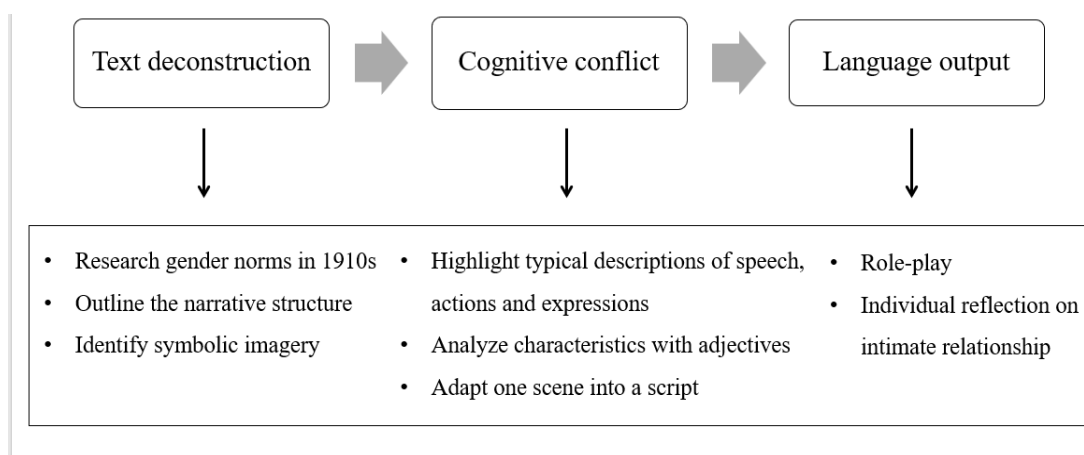 Text deconstruction
Cognitive conflict
Language output
• Research gender norms in 1910s
• Outline the narrative structure
• Identify symbolic imagery
• Highlight typical descriptions of speech,
actions and expressions
• Analyze characteristics with adjectives
• Adapt one scene into a script
• Role-play
• Individual reflection on
intimate relationship